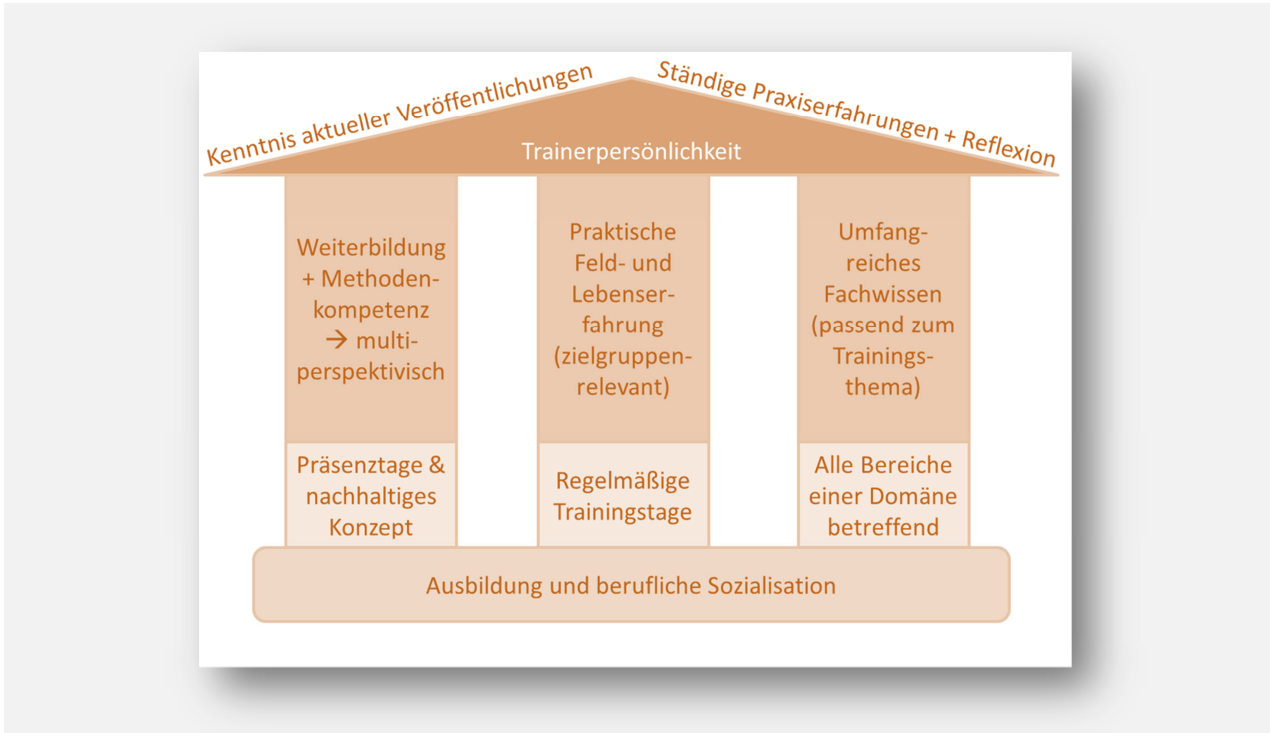 Kenntnis aktueller Veröffentlichungen
Ständige Praxiserfahrungen + Reflexion
Trainerpersönlichkeit
Weiterbildung
+ Methoden-
kompetenz
→ multi-
perspektivisch
Praktische
Feld- und
Lebenser-
fahrung
(zielgruppen-
relevant)
Umfang-
reiches
Fachwissen
(passend zum
Trainings-
thema)
Präsenztage &
nachhaltiges
Konzept
Regelmäßige
Trainingstage
Alle Bereiche
einer Domäne
betreffend
Ausbildung und berufliche Sozialisation